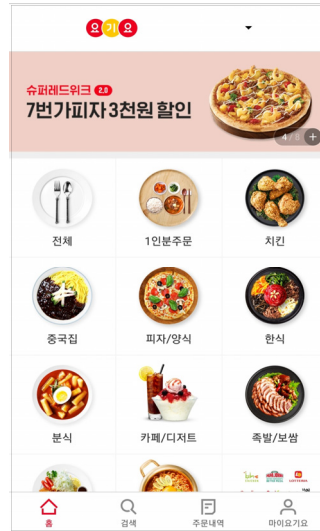 요기요
슈퍼레드위크 2.0
7번가피자 3천원 할인
+
전체
1인분주문
치킨
중국집
피자/양식
한식
분식
카페/디저트
족발/보쌈
홈
검색
주문내역
마이요기요